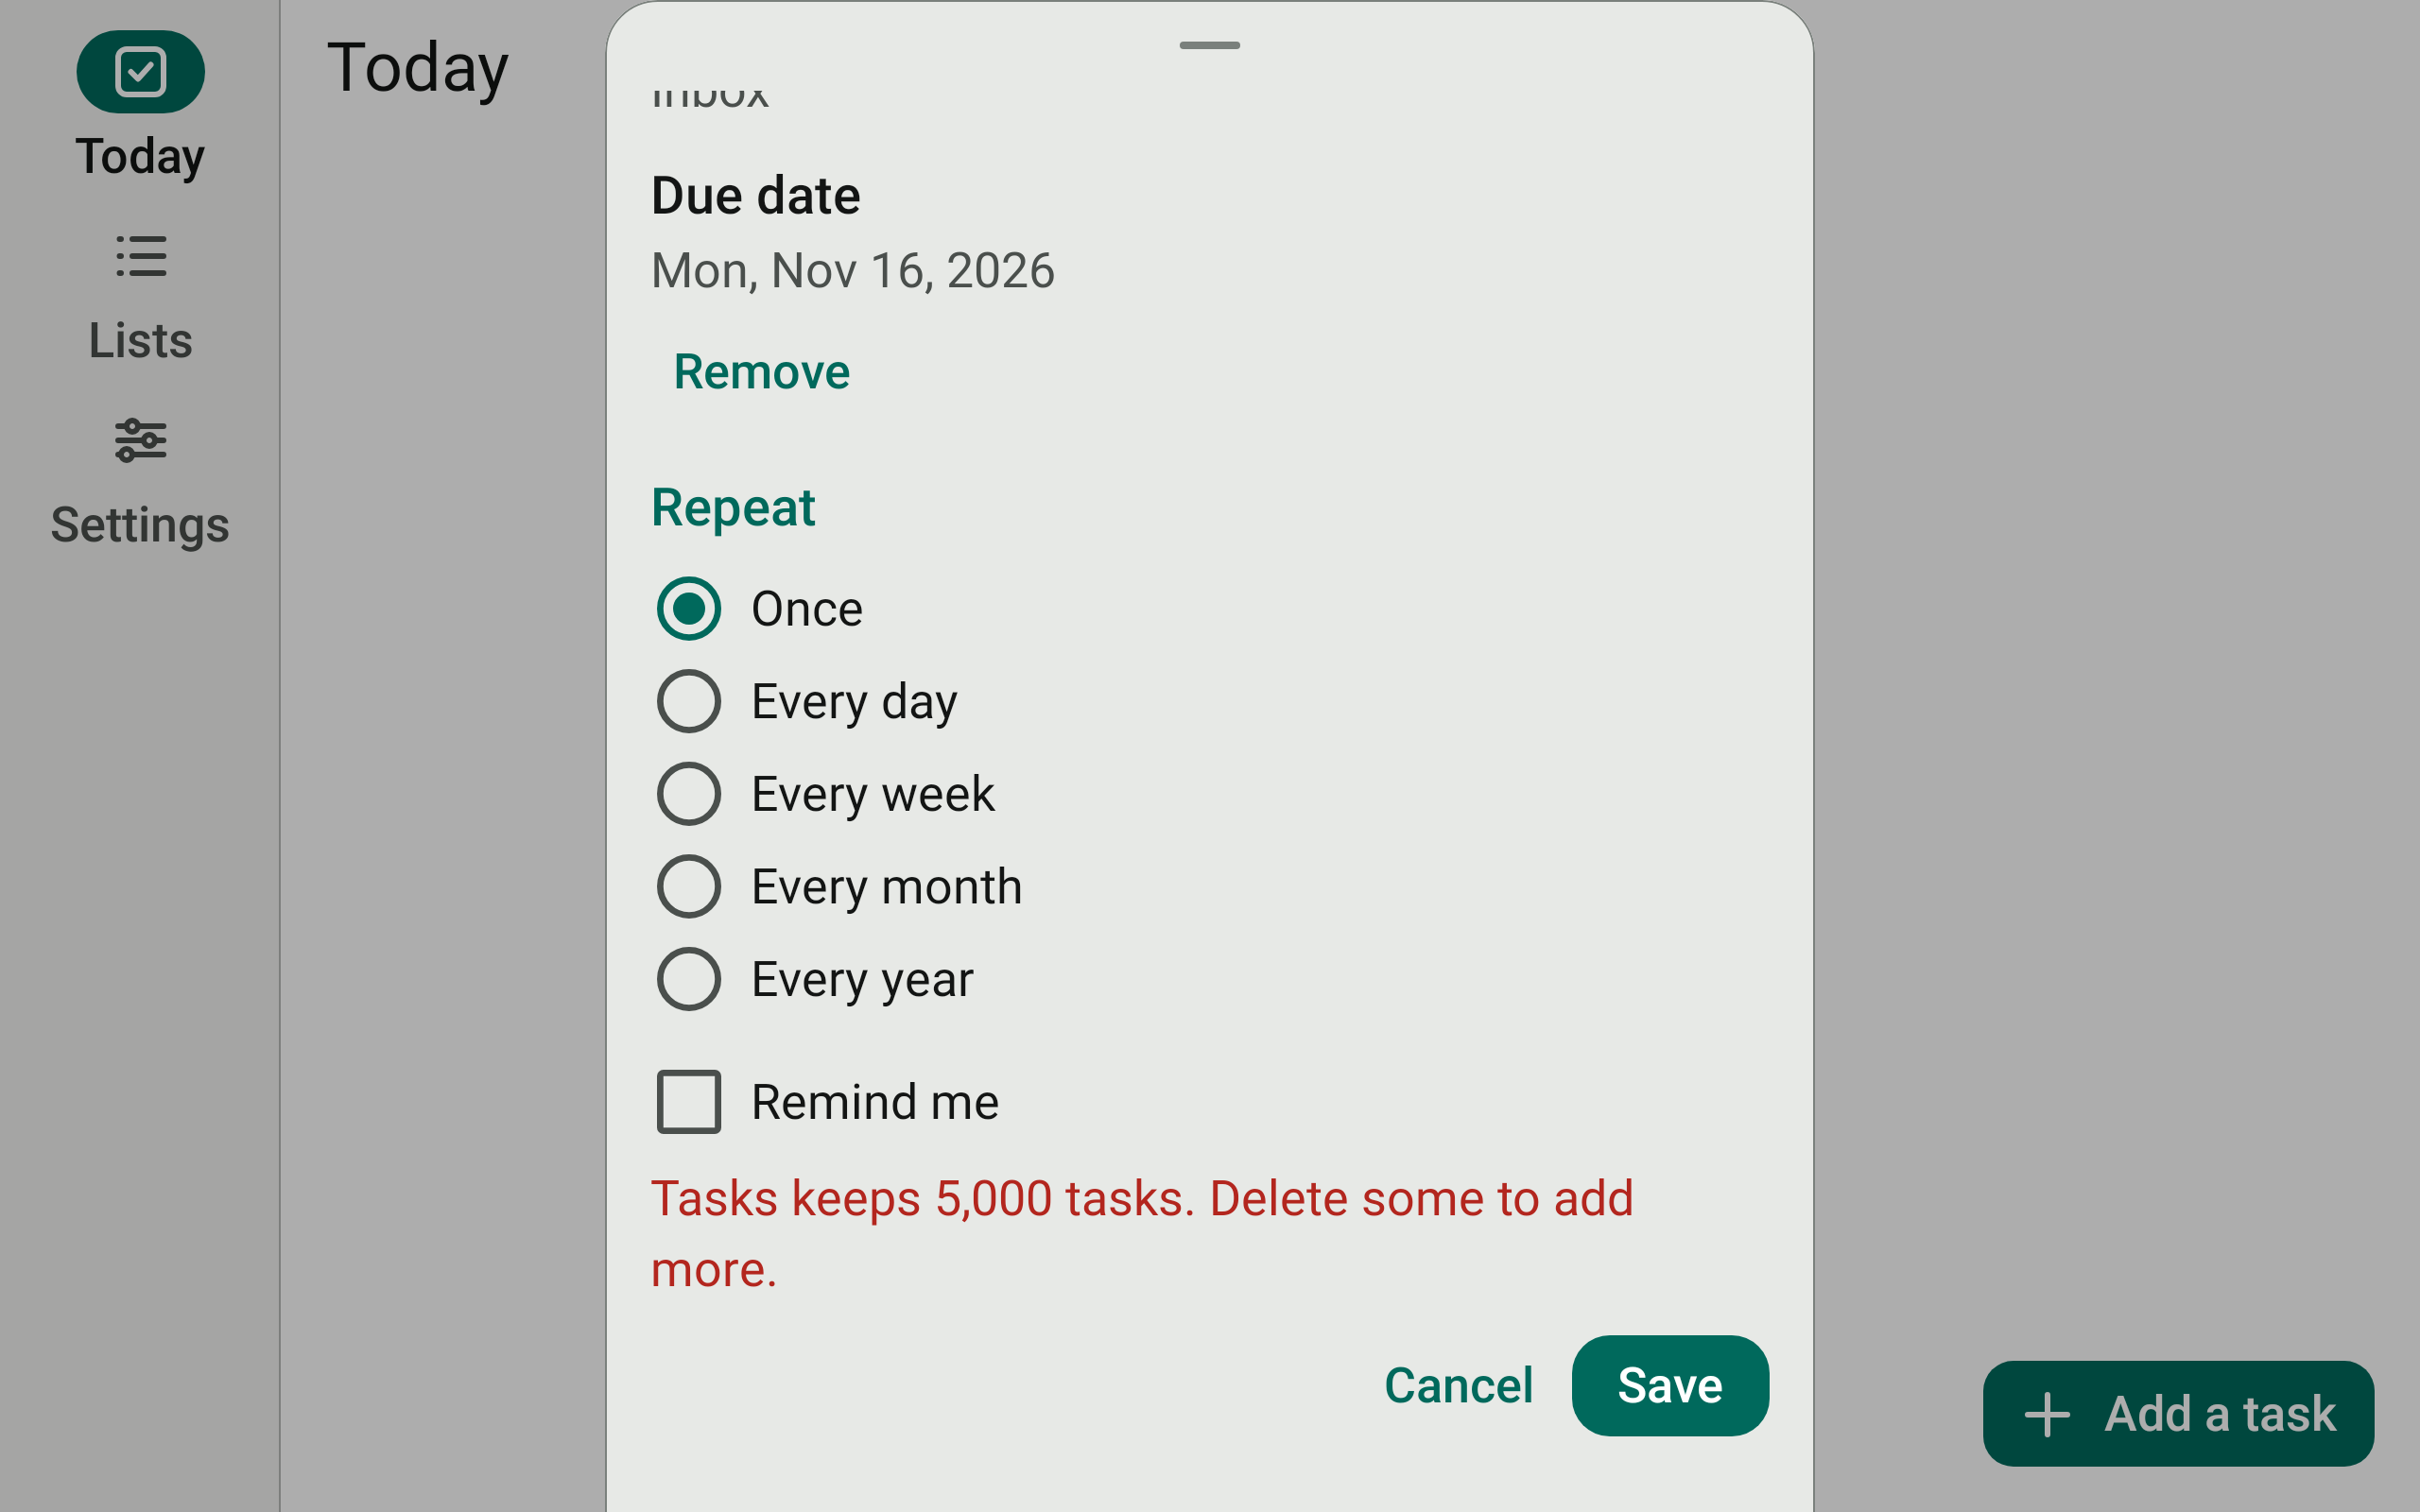 Today
Lists
Settings
Today
Inbox
Due date
Mon, Nov 16, 2026
Remove
Repeat
Once
Every day
Every week
Every month
Every year
Remind me
Tasks keeps 5,000 tasks. Delete some to add
more.
Cancel
Save
Add a task